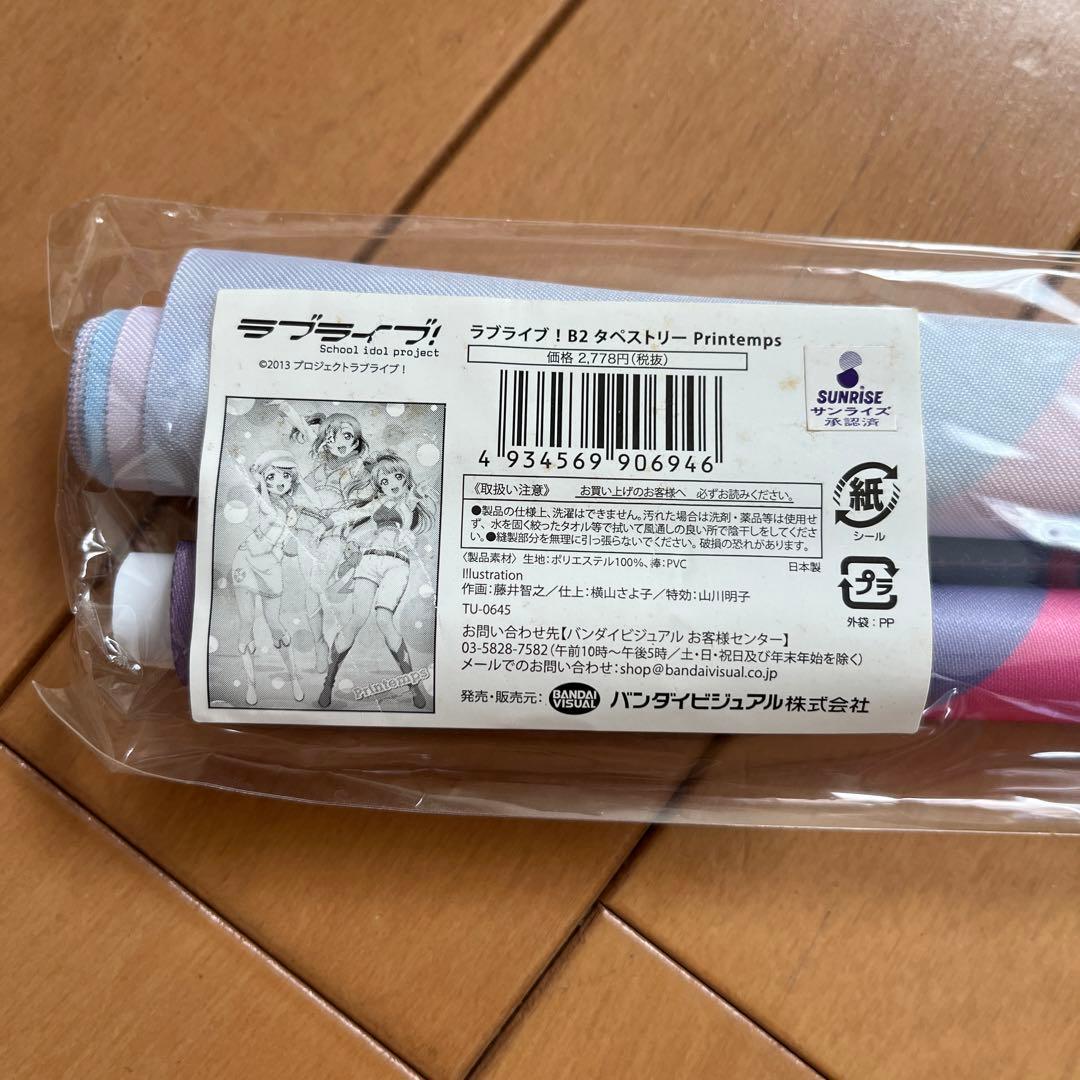 ラブライブ！
School idol project
©2013 プロジェクトラブライブ！
Printemps
ラブライブ！B2 タペストリー Printemps
価格 2,778円（税抜）
4 934569 906946
SUNRISE
サンライズ
承認済
《取扱い注意》 お買い上げのお客様へ 必ずお読みください。
●製品の仕様上、洗濯はできません。汚れた場合は洗剤・薬品等は使用せ
ず、水を固く絞ったタオル等で拭いて風通しの良い所で陰干しをしてくださ
い。●縫製部分を無理に引っ張らないでください。破損の恐れがあります。
〈製品素材〉 生地：ポリエステル100%、棒：PVC 日本製
Illustration
作画：藤井智之／仕上：横山さよ子／特効：山川明子
TU-0645
お問い合わせ先【バンダイビジュアル お客様センター】
03-5828-7582（午前10時～午後5時／土・日・祝日及び年末年始を除く）
メールでのお問い合わせ：shop@bandaivisual.co.jp
発売・販売元： BANDAI VISUAL バンダイビジュアル株式会社
紙
シール
プラ
外袋：PP